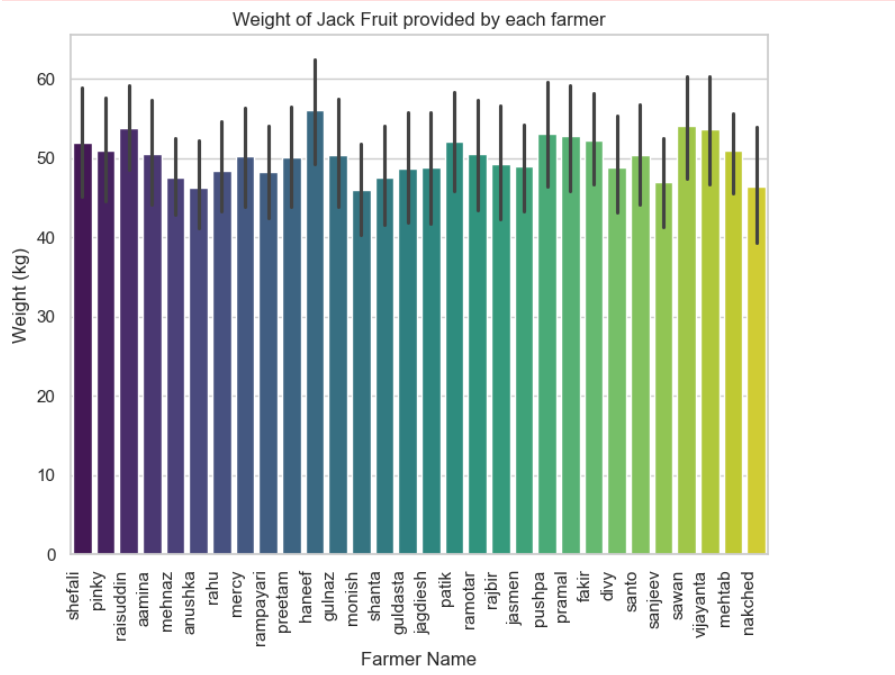 Weight of Jack Fruit provided by each farmer
60
50
40
30
20
10
0
Weight (kg)
shefali
pinky
raisuddin
aamina
mehnaz
anushka
rahu
mercy
rampayari
preetam
haneef
gulnaz
monish
shanta
guldasta
jagdiesh
patik
ramotar
rajbir
jasmen
pushpa
pramal
fakir
divy
santo
sanjeev
sawan
vijayanta
mehtab
nakched
Farmer Name